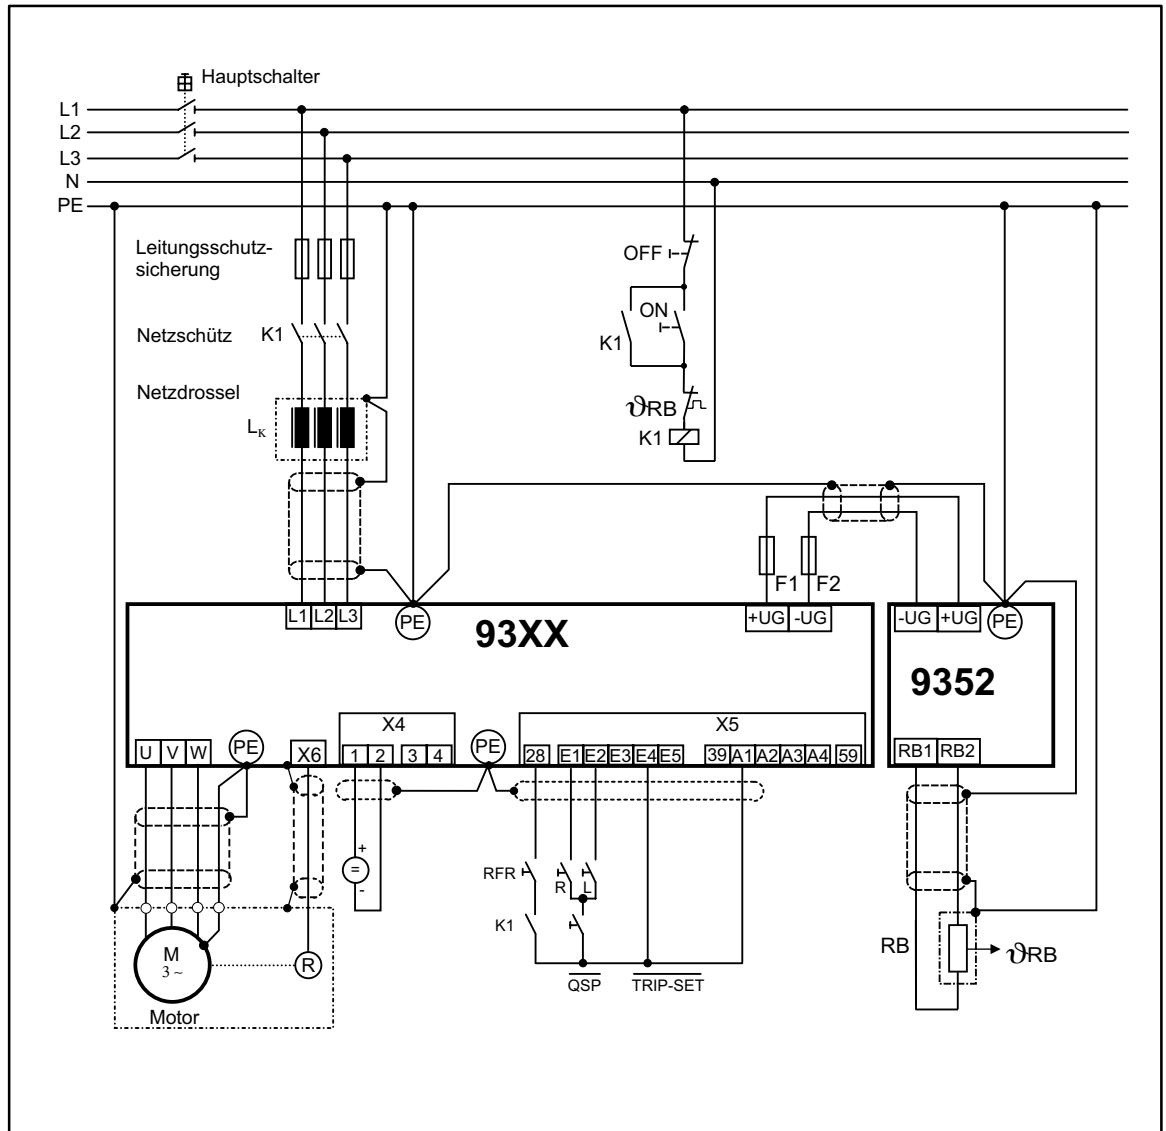 Hauptschalter
L1
L2
L3
N
PE
Leitungsschutz-
sicherung
OFF
ON
Netzschütz K1
K1
Netzdrossel
ϑRB
LK
K1
F1 F2
L1 L2 L3 PE +UG -UG -UG +UG PE
93XX
9352
X4 X5
U V W PE X6 1 2 3 4 PE 28 E1 E2 E3 E4 E5 39 A1 A2 A3 A4 59 RB1 RB2
+
=
-
RFR R L
K1
M
3 ~
R
QSP TRIP-SET
RB ϑRB
Motor